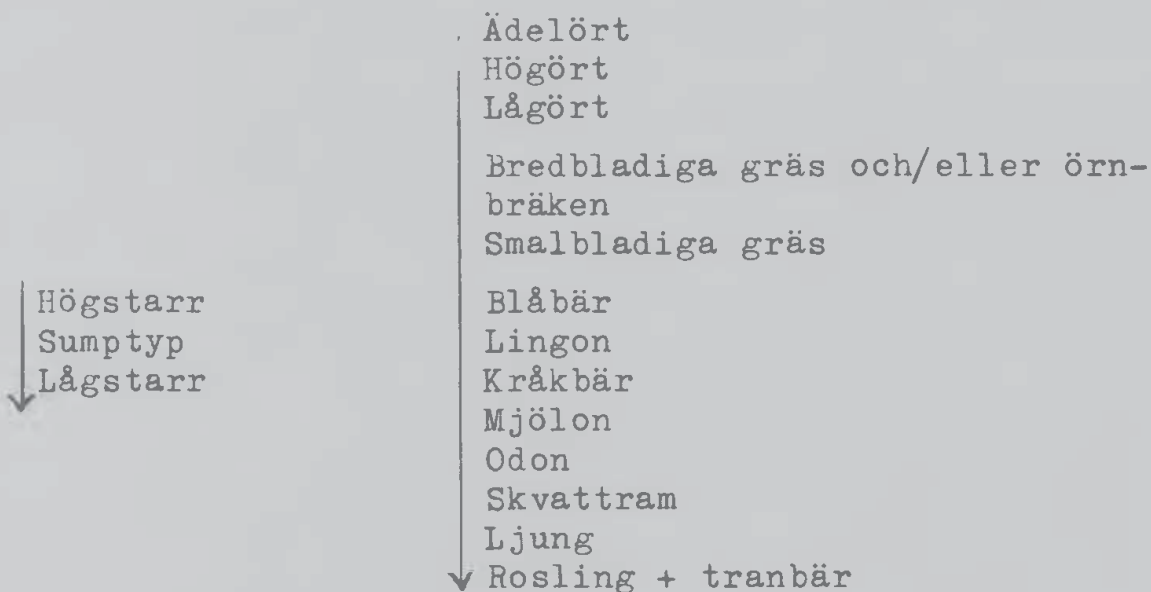 Ädelört
Högört
Lågört
Bredbladiga gräs och/eller örn-
bräken
Smalbladiga gräs
Högstarr
Sumptyp
Lågstarr
Blåbär
Lingon
Kråkbär
Mjölon
Odon
Skvattram
Ljung
Rosling + tranbär